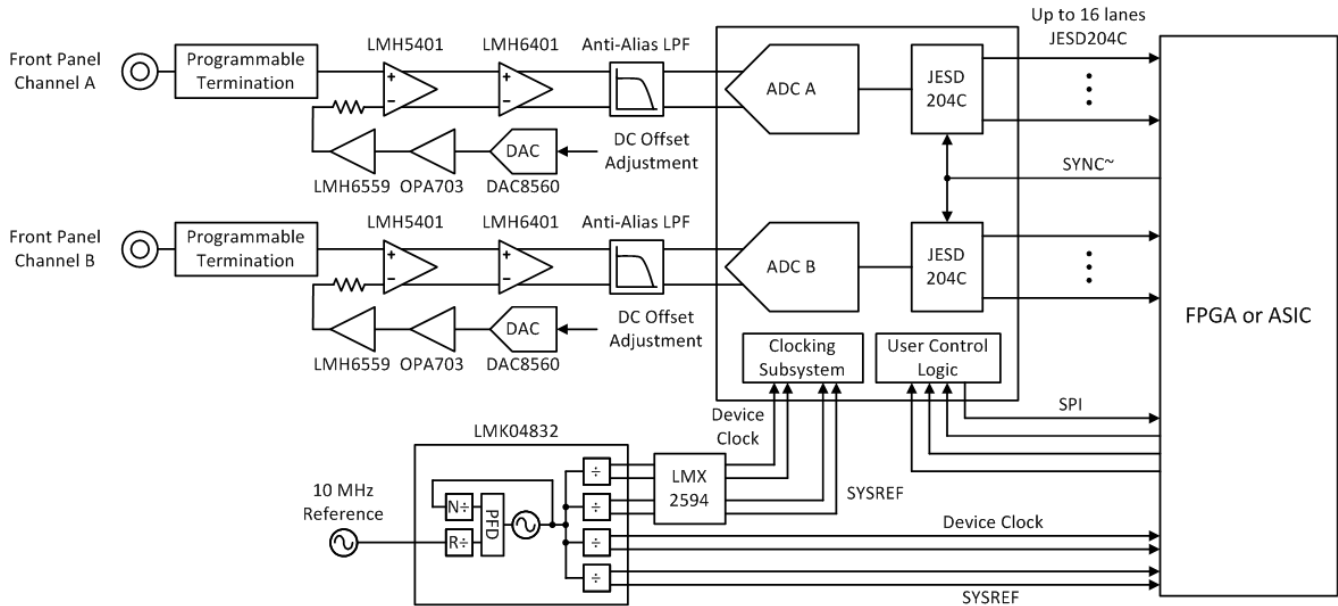 Up to 16 lanes
JESD204C
Front Panel
Channel A
Programmable
Termination
LMH5401
LMH6401
Anti-Alias LPF
+
−
+
−
ADC A
JESD
204C
DAC
LMH6559
OPA703
DAC8560
DC Offset
Adjustment
SYNC~
Front Panel
Channel B
Programmable
Termination
LMH5401
LMH6401
Anti-Alias LPF
+
−
+
−
ADC B
JESD
204C
DAC
LMH6559
OPA703
DAC8560
DC Offset
Adjustment
FPGA or ASIC
Clocking
Subsystem
User Control
Logic
SPI
Device
Clock
LMK04832
10 MHz
Reference
N÷
R÷
PFD
÷
÷
÷
÷
LMX
2594
SYSREF
Device Clock
SYSREF